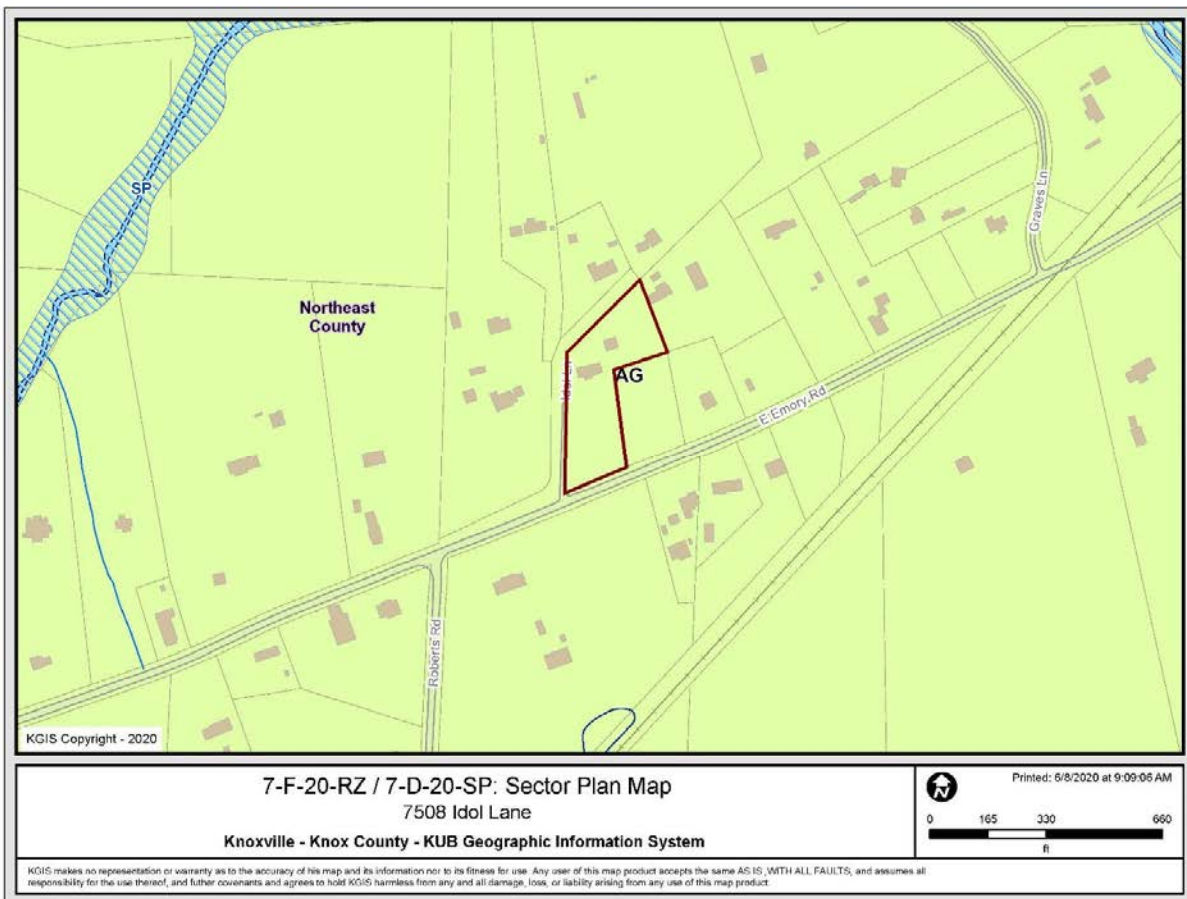 SP
Northeast
County
Graves Ln
Idol Ln
AG
E Emory Rd
Roberts Rd
KGIS Copyright - 2020
7-F-20-RZ / 7-D-20-SP: Sector Plan Map
7508 Idol Lane
Knoxville - Knox County - KUB Geographic Information System
N
Printed: 6/8/2020 at 9:09:06 AM
0 165 330 660
ft
KGIS makes no representation or warranty as to the accuracy of his map and its information nor to its fitness for use. Any user of this map product accepts the same AS IS ,WITH ALL FAULTS, and assumes all
responsibility for the use thereof, and futher covenants and agrees to hold KGIS harmless from any and all damage, loss, or liability arising from any use of this map product.